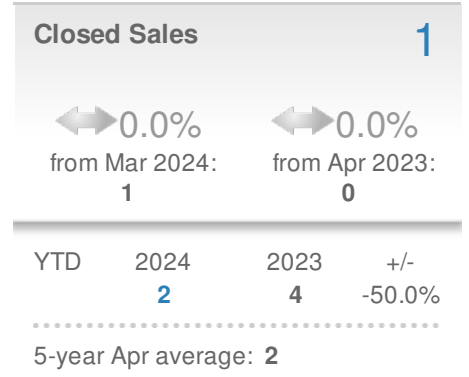 Closed Sales 1
0.0% 0.0%
from Mar 2024: from Apr 2023:
1 0
YTD 2024 2023 +/-
2 4 -50.0%
5-year Apr average: 2